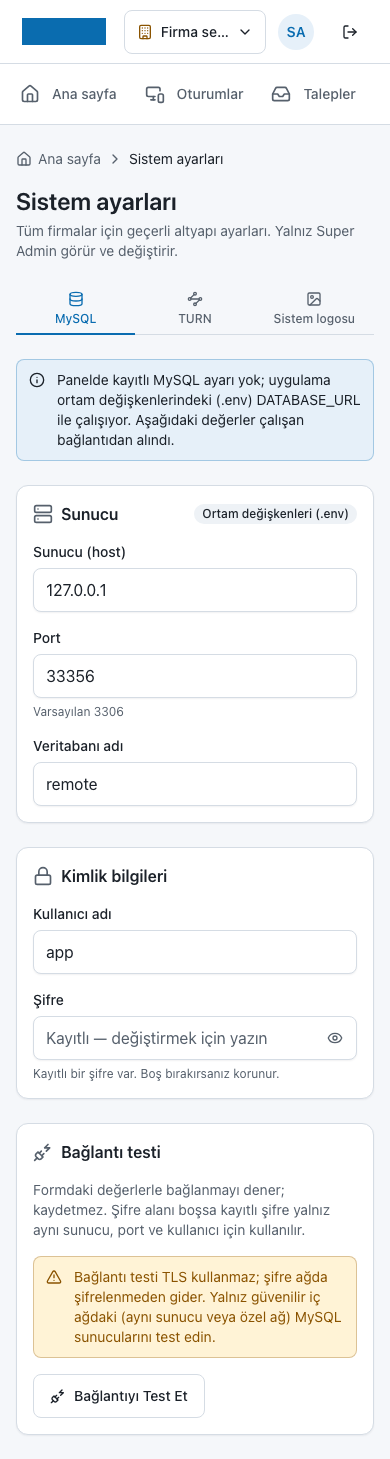 Firma se...
SA
Ana sayfa
Oturumlar
Talepler
Ana sayfa
Sistem ayarları
Sistem ayarları
Tüm firmalar için geçerli altyapı ayarları. Yalnız Super
Admin görür ve değiştirir.
MySQL
TURN
Sistem logosu
Panelde kayıtlı MySQL ayarı yok; uygulama
ortam değişkenlerindeki (.env) DATABASE_URL
ile çalışıyor. Aşağıdaki değerler çalışan
bağlantıdan alındı.
Sunucu
Ortam değişkenleri (.env)
Sunucu (host)
127.0.0.1
Port
33356
Varsayılan 3306
Veritabanı adı
remote
Kimlik bilgileri
Kullanıcı adı
app
Şifre
Kayıtlı — değiştirmek için yazın
Kayıtlı bir şifre var. Boş bırakırsanız korunur.
Bağlantı testi
Formdaki değerlerle bağlanmayı dener;
kaydetmez. Şifre alanı boşsa kayıtlı şifre yalnız
aynı sunucu, port ve kullanıcı için kullanılır.
Bağlantı testi TLS kullanmaz; şifre ağda
şifrelenmeden gider. Yalnız güvenilir iç
ağdaki (aynı sunucu veya özel ağ) MySQL
sunucularını test edin.
Bağlantıyı Test Et